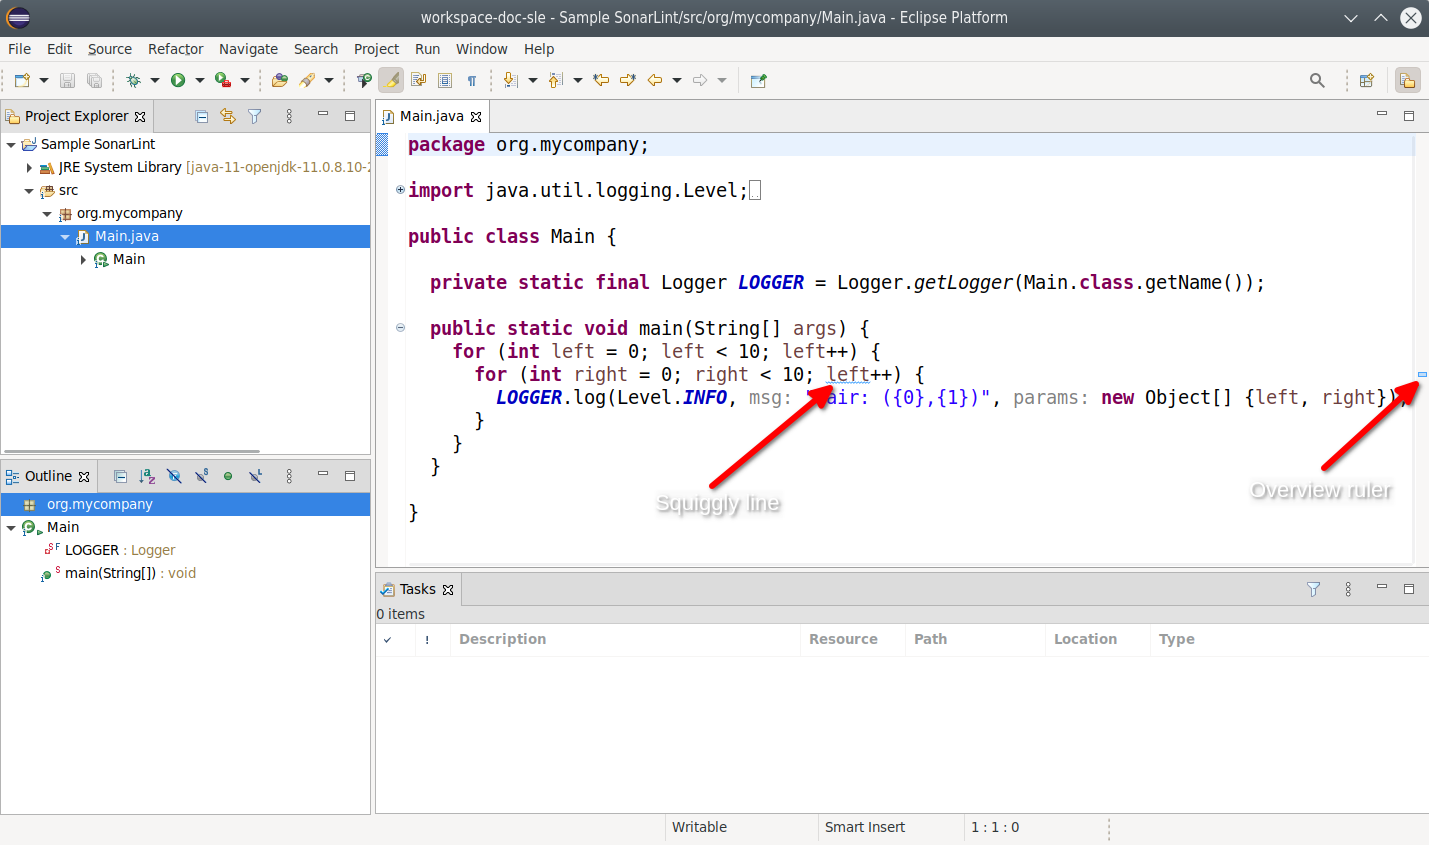 workspace-doc-sle - Sample SonarLint/src/org/mycompany/Main.java - Eclipse Platform
File Edit Source Refactor Navigate Search Project Run Window Help
Project Explorer
Sample SonarLint
JRE System Library [java-11-openjdk-11.0.8.10-2
src
org.mycompany
Main.java
Main
Outline
org.mycompany
Main
LOGGER : Logger
main(String[]) : void
Main.java
package org.mycompany;
import java.util.logging.Level;
public class Main {
private static final Logger LOGGER = Logger.getLogger(Main.class.getName());
public static void main(String[] args) {
for (int left = 0; left < 10; left++) {
for (int right = 0; right < 10; left++) {
LOGGER.log(Level.INFO, msg: air: ({0},{1})", params: new Object[] {left, right});
}
}
}
}
Squiggly line
Overview ruler
Tasks
0 items
! Description Resource Path Location Type
Writable Smart Insert 1 : 1 : 0